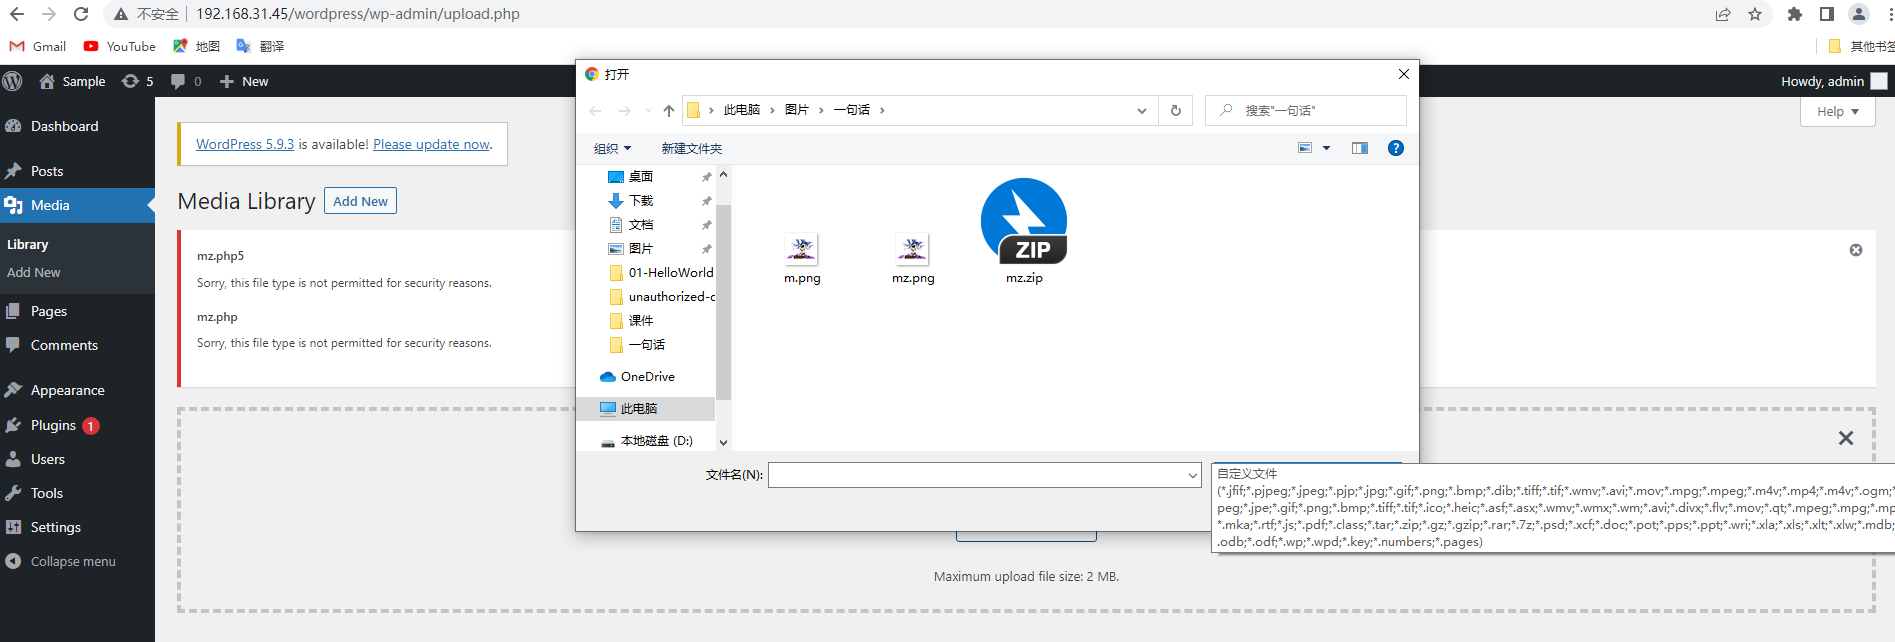 不安全 192.168.31.45/wordpress/wp-admin/upload.php
Gmail YouTube 地图 翻译 其他书签
Sample 5 0 New Howdy, admin
Help
Dashboard
Posts
Media
Library
Add New
Pages
Comments
Appearance
Plugins 1
Users
Tools
Settings
Collapse menu
WordPress 5.9.3 is available! Please update now.
Media Library Add New
mz.php5
Sorry, this file type is not permitted for security reasons.
mz.php
Sorry, this file type is not permitted for security reasons.
打开
此电脑 › 图片 › 一句话 ›
搜索"一句话"
组织 新建文件夹
桌面
下载
文档
图片
01-HelloWorld
unauthorized-c
课件
一句话
OneDrive
此电脑
本地磁盘 (D:)
ZIP
m.png mz.png mz.zip
文件名(N):
自定义文件
(*.jfif;*.pjpeg;*.jpeg;*.pjp;*.jpg;*.gif;*.png;*.bmp;*.dib;*.tiff;*.tif;*.wmv;*.avi;*.mov;*.mpg;*.mpeg;*.m4v;*.mp4;*.m4v;*.ogm;*
peg;*.jpe;*.gif;*.png;*.bmp;*.tiff;*.tif;*.ico;*.heic;*.asf;*.asx;*.wmv;*.wmx;*.wm;*.avi;*.divx;*.flv;*.mov;*.qt;*.mpeg;*.mpg;*.mp
*.mka;*.rtf;*.js;*.pdf;*.class;*.tar;*.zip;*.gz;*.gzip;*.rar;*.7z;*.psd;*.xcf;*.doc;*.pot;*.pps;*.ppt;*.wri;*.xla;*.xls;*.xlt;*.xlw;*.mdb;
.odb;*.odf;*.wp;*.wpd;*.key;*.numbers;*.pages)
Maximum upload file size: 2 MB.